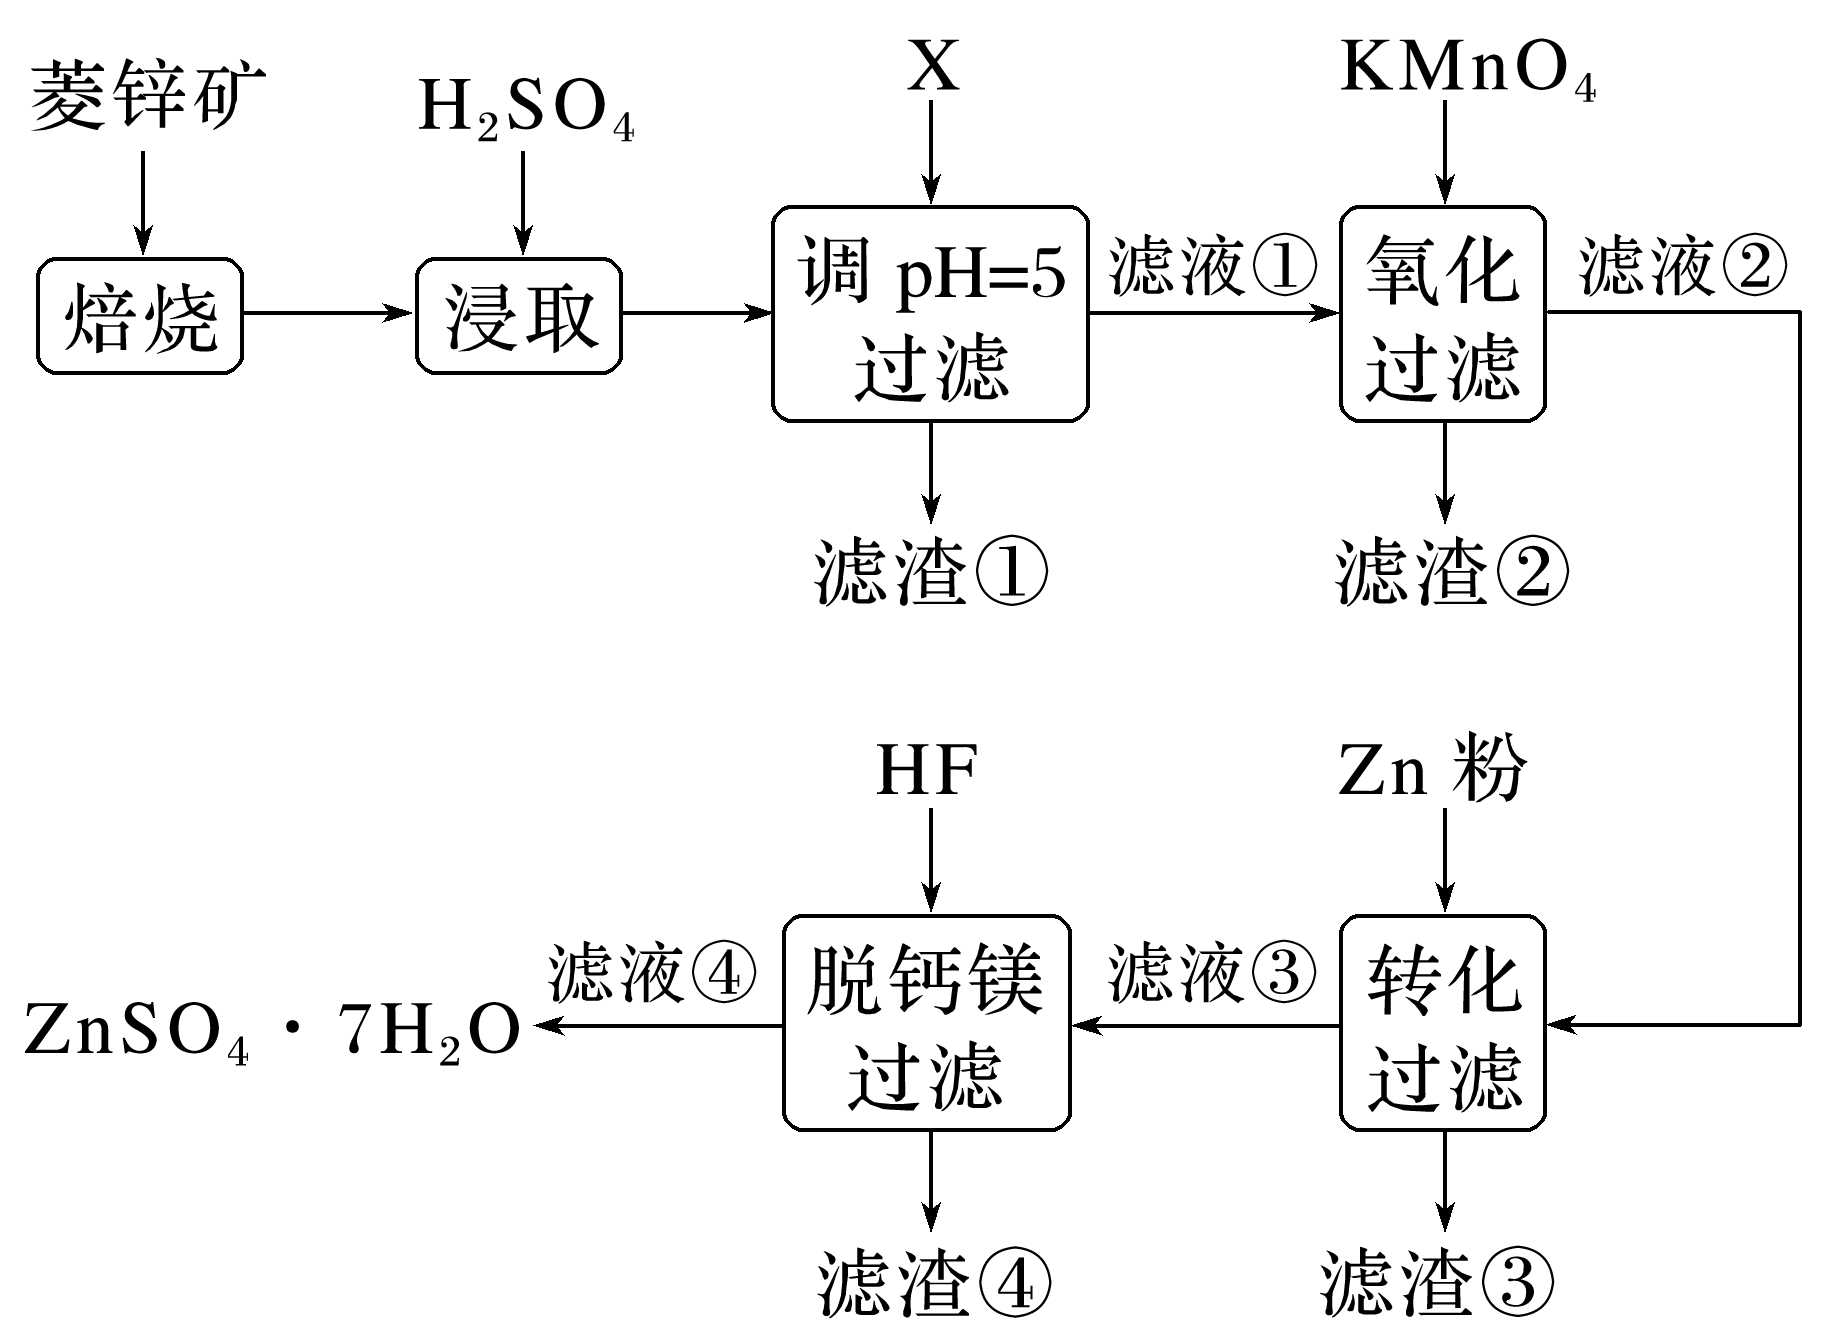 菱锌矿
H₂SO₄
X
KMnO₄
焙烧
浸取
调 pH=5
过滤
滤液①
氧化
过滤
滤液②
滤渣①
滤渣②
HF
Zn 粉
ZnSO₄·7H₂O
滤液④
脱钙镁
过滤
滤液③
转化
过滤
滤渣④
滤渣③